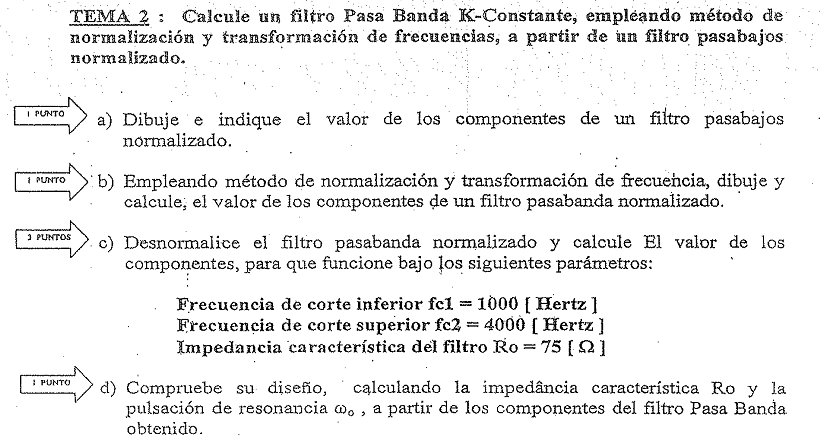 TEMA 2 : Calcule un filtro Pasa Banda K-Constante, empleando método de
normalización y transformación de frecuencias, a partir de un filtro pasabajos
normalizado.
1 PUNTO
a) Dibuje e indique el valor de los componentes de un filtro pasabajos
normalizado.
1 PUNTO
b) Empleando método de normalización y transformación de frecuencia, dibuje y
calcule, el valor de los componentes de un filtro pasabanda normalizado.
3 PUNTOS
c) Desnormalice el filtro pasabanda normalizado y calcule El valor de los
componentes, para que funcione bajo los siguientes parámetros:
Frecuencia de corte inferior fc1 = 1000 [ Hertz ]
Frecuencia de corte superior fc2 = 4000 [ Hertz ]
Impedancia característica del filtro Ro = 75 [ Ω ]
1 PUNTO
d) Compruebe su diseño, calculando la impedancia característica Ro y la
pulsación de resonancia ω₀ , a partir de los componentes del filtro Pasa Banda
obtenido.